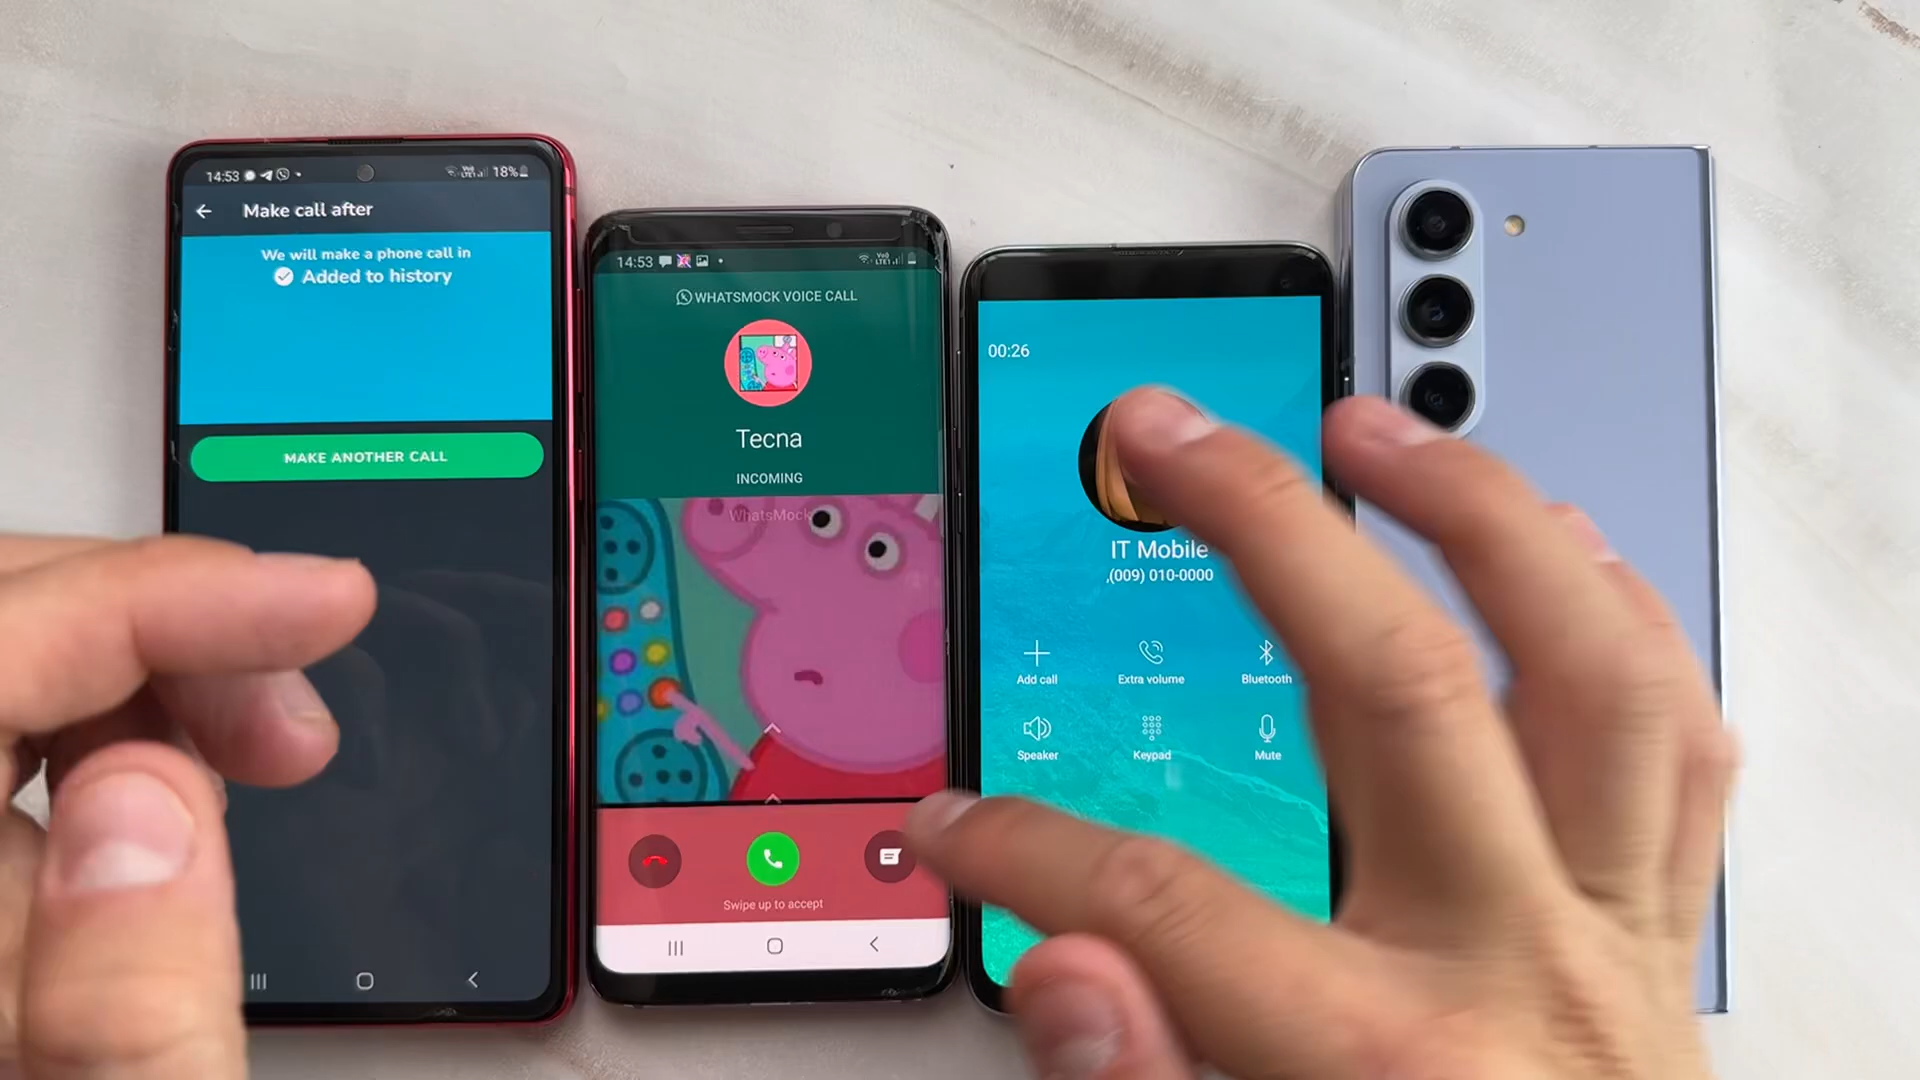 14:53
18%
Make call after
We will make a phone call in
Added to history
MAKE ANOTHER CALL
14:53
WHATSMOCK VOICE CALL
Tecna
INCOMING
WhatsMock
Swipe up to accept
00:26
IT Mobile
,(009) 010-0000
Add call
Extra volume
Bluetooth
Speaker
Keypad
Mute